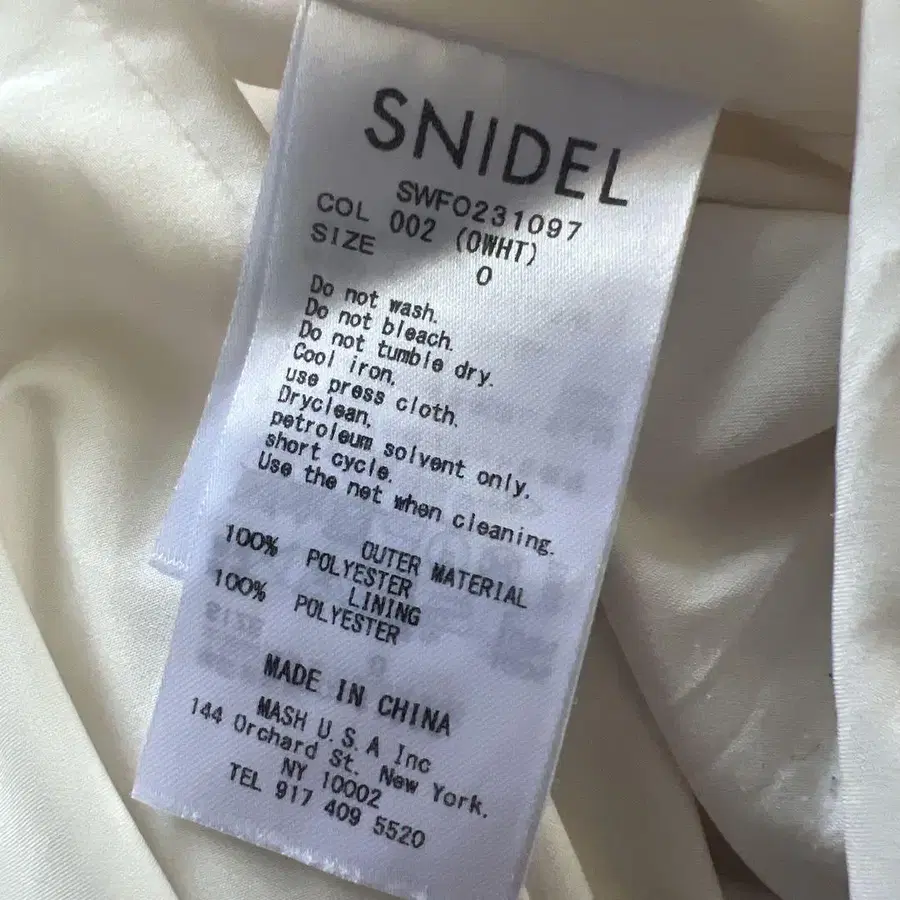 SNIDEL
SWFO231097
COL 002 (OWHT)
SIZE 0
Do not wash.
Do not bleach.
Do not tumble dry.
Cool iron,
use press cloth.
Dryclean,
petroleum solvent only,
short cycle.
Use the net when cleaning.
OUTER MATERIAL
100% POLYESTER
LINING
100% POLYESTER
MADE IN CHINA
MASH U.S.A Inc
144 Orchard St. New York,
NY 10002
TEL 917 409 5520